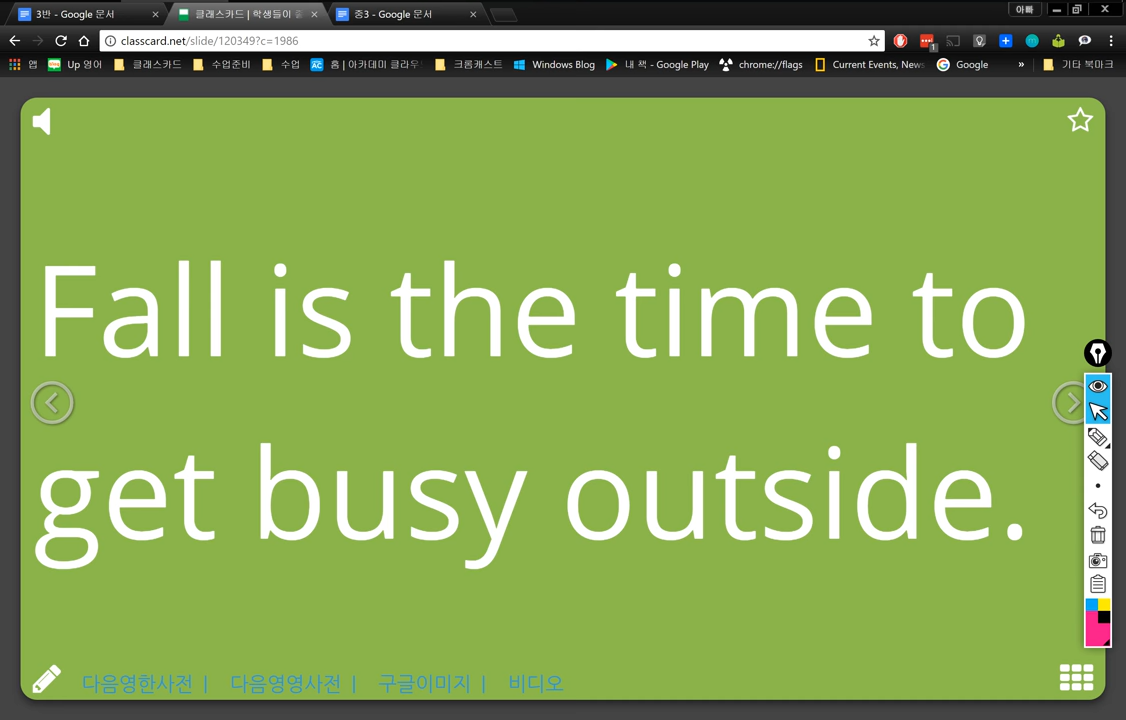 3반 - Google 문서
클래스카드 | 학생들이 좋
중3 - Google 문서
아빠
classcard.net/slide/120349?c=1986
1
앱
Up 영어
클래스카드
수업준비
수업
홈 | 아카데미 클라우
크롬캐스트
Windows Blog
내 책 - Google Play
chrome://flags
Current Events, News
Google
»
기타 북마크
Fall is the time to
get busy outside.
다음영한사전 | 다음영영사전 | 구글이미지 | 비디오